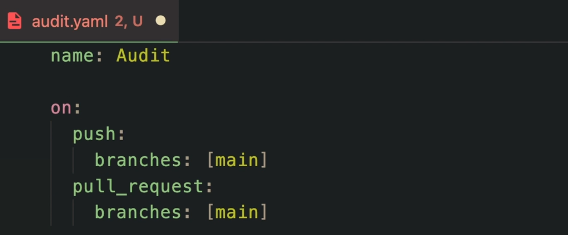 audit.yaml 2, U
name: Audit
on:
push:
branches: [main]
pull_request:
branches: [main]